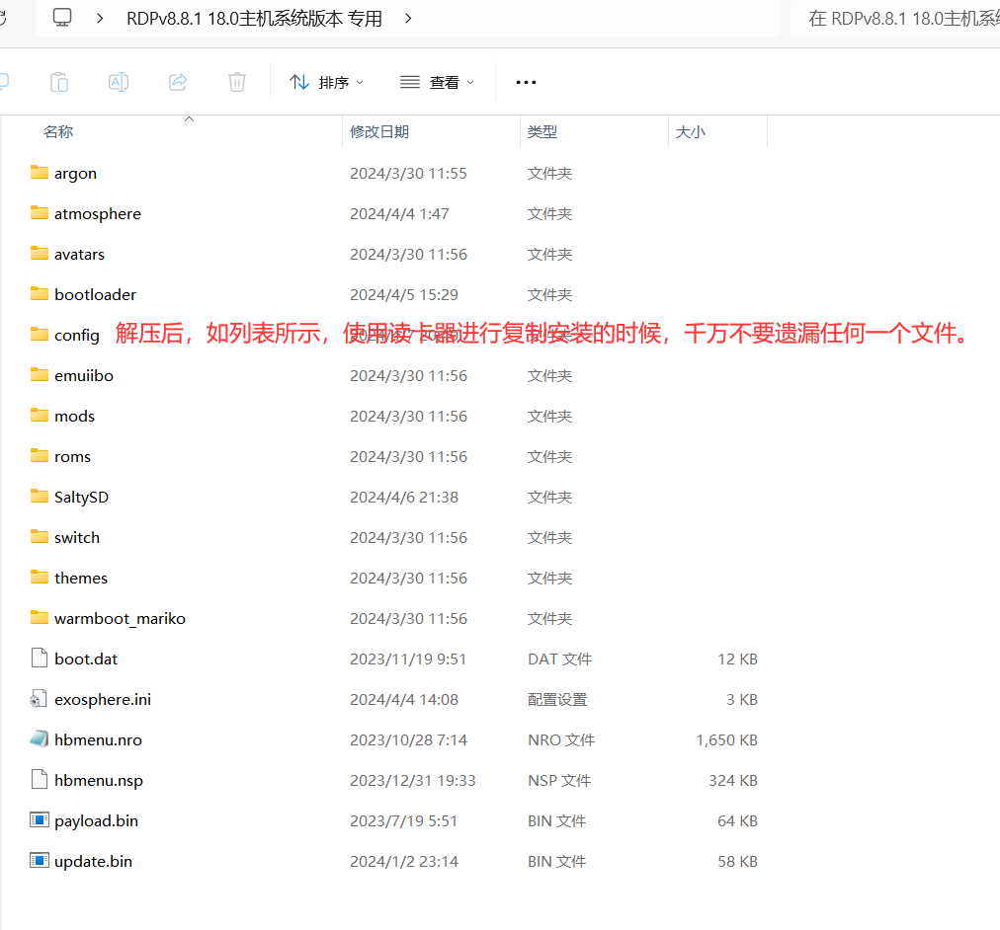 RDPv8.8.1 18.0主机系统版本 专用
在 RDPv8.8.1 18.0主机系
排序 查看
名称 修改日期 类型 大小
argon 2024/3/30 11:55 文件夹
atmosphere 2024/4/4 1:47 文件夹
avatars 2024/3/30 11:56 文件夹
bootloader 2024/4/5 15:29 文件夹
config
解压后，如列表所示，使用读卡器进行复制安装的时候，千万不要遗漏任何一个文件。
emuiibo 2024/3/30 11:56 文件夹
mods 2024/3/30 11:56 文件夹
roms 2024/3/30 11:56 文件夹
SaltySD 2024/4/6 21:38 文件夹
switch 2024/3/30 11:56 文件夹
themes 2024/3/30 11:56 文件夹
warmboot_mariko 2024/3/30 11:56 文件夹
boot.dat 2023/11/19 9:51 DAT 文件 12 KB
exosphere.ini 2024/4/4 14:08 配置设置 3 KB
hbmenu.nro 2023/10/28 7:14 NRO 文件 1,650 KB
hbmenu.nsp 2023/12/31 19:33 NSP 文件 324 KB
payload.bin 2023/7/19 5:51 BIN 文件 64 KB
update.bin 2024/1/2 23:14 BIN 文件 58 KB